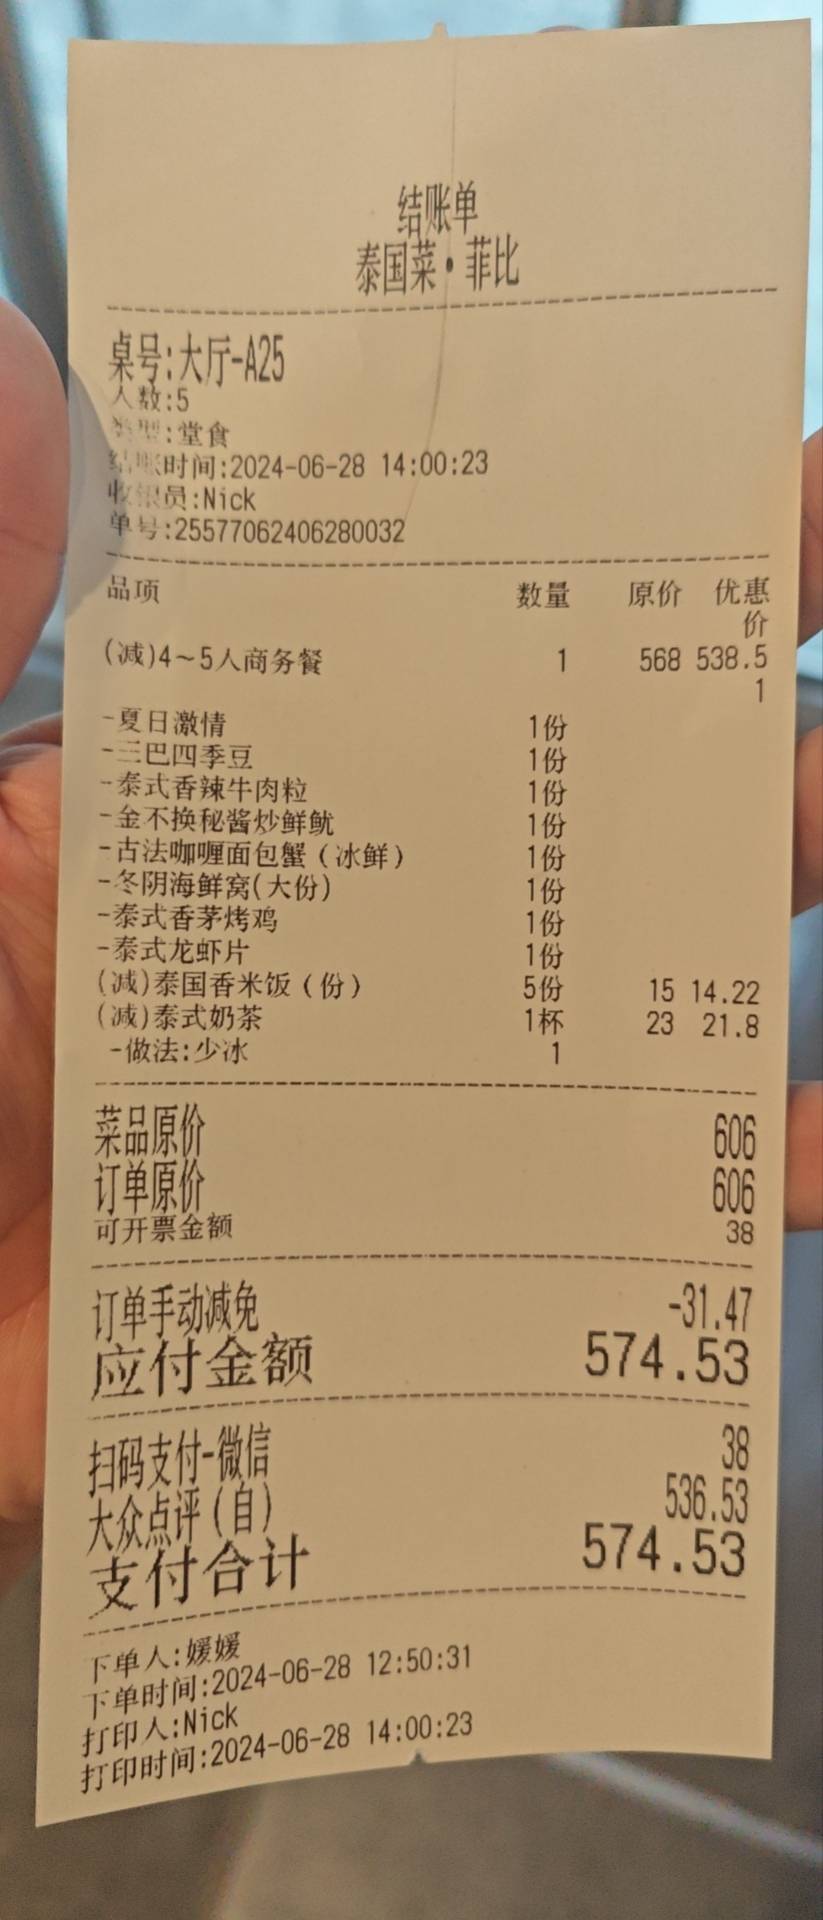 结账单
泰国菜·菲比
桌号:大厅-A25
人数:5
类型:堂食
结账时间:2024-06-28 14:00:23
收银员:Nick
单号:25577062406280032
品项 数量 原价 优惠
价
(减)4~5人商务餐 1 568 538.5
1
-夏日激情 1份
-三巴四季豆 1份
-泰式香辣牛肉粒 1份
-金不换秘酱炒鲜鱿 1份
-古法咖喱面包蟹(冰鲜) 1份
-冬阴海鲜窝(大份) 1份
-泰式香茅烤鸡 1份
-泰式龙虾片 1份
(减)泰国香米饭(份) 5份 15 14.22
(减)泰式奶茶 1杯 23 21.8
-做法:少冰 1
菜品原价 606
订单原价 606
可开票金额 38
订单手动减免 -31.47
应付金额 574.53
扫码支付-微信 38
大众点评(自) 536.53
支付合计 574.53
下单人:媛媛
下单时间:2024-06-28 12:50:31
打印人:Nick
打印时间:2024-06-28 14:00:23